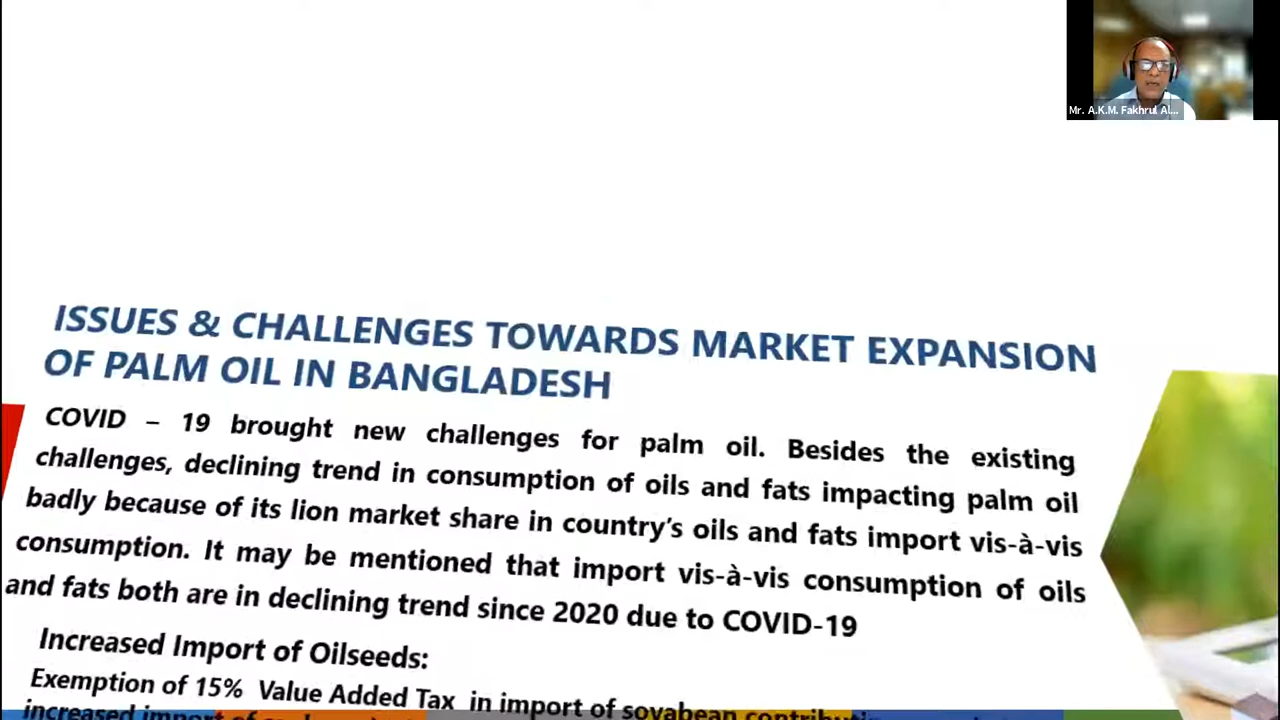 Mr. A.K.M. Fakhrul Al...
ISSUES & CHALLENGES TOWARDS MARKET EXPANSION
OF PALM OIL IN BANGLADESH
COVID – 19 brought new challenges for palm oil. Besides the existing
challenges, declining trend in consumption of oils and fats impacting palm oil
badly because of its lion market share in country's oils and fats import vis-à-vis
consumption. It may be mentioned that import vis-à-vis consumption of oils
and fats both are in declining trend since 2020 due to COVID-19
Increased Import of Oilseeds:
Exemption of 15% Value Added Tax in import of soyabean
increased import of